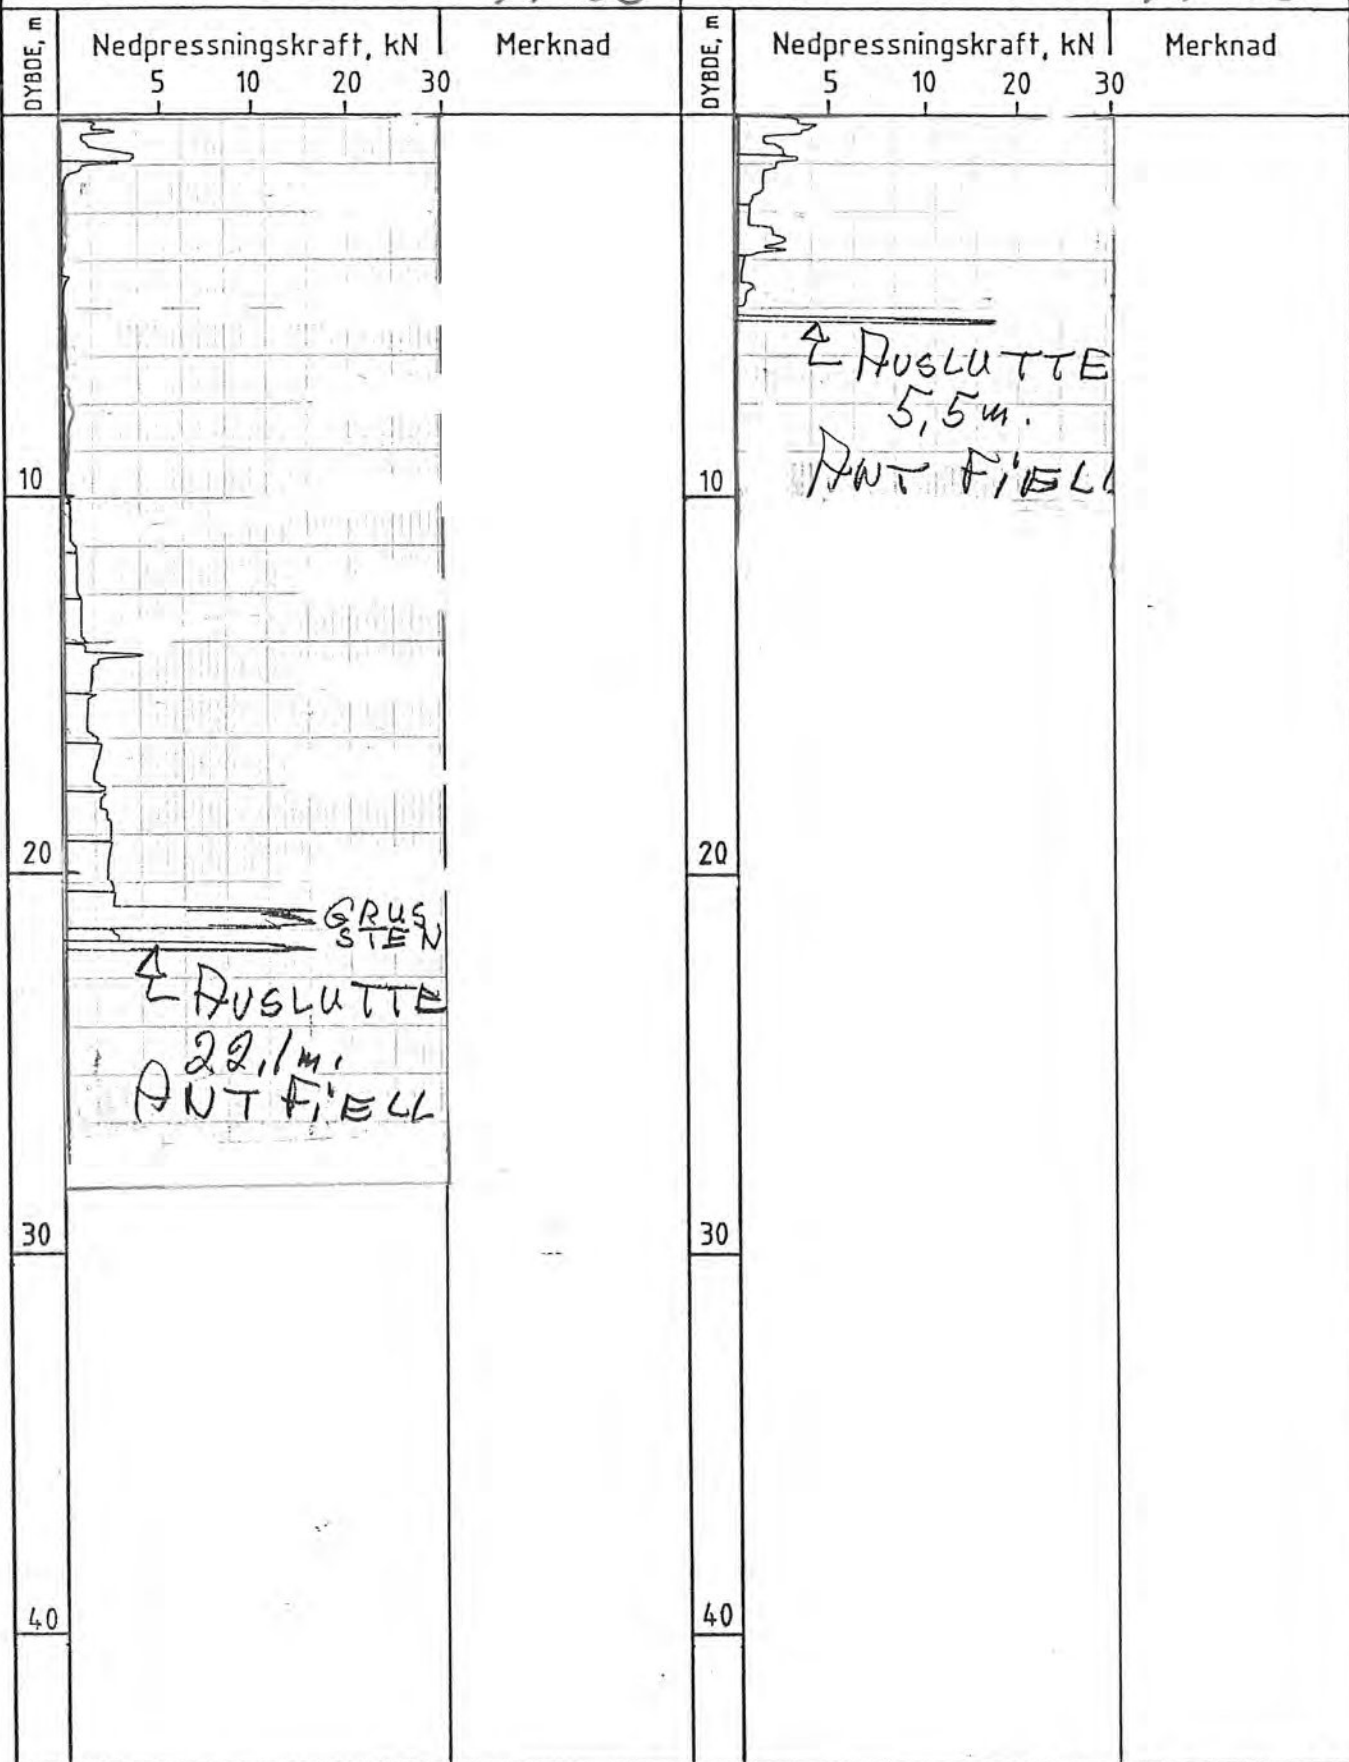 DYBDE, m
Nedpressningskraft, kN
Merknad
5 10 20 30
10
20
GRUS
STEN
AVSLUTTE
22,1 m.
ANT FJELL
30
40
DYBDE, m
Nedpressningskraft, kN
Merknad
5 10 20 30
AVSLUTTE
5,5 m.
ANT FJELL
10
20
30
40